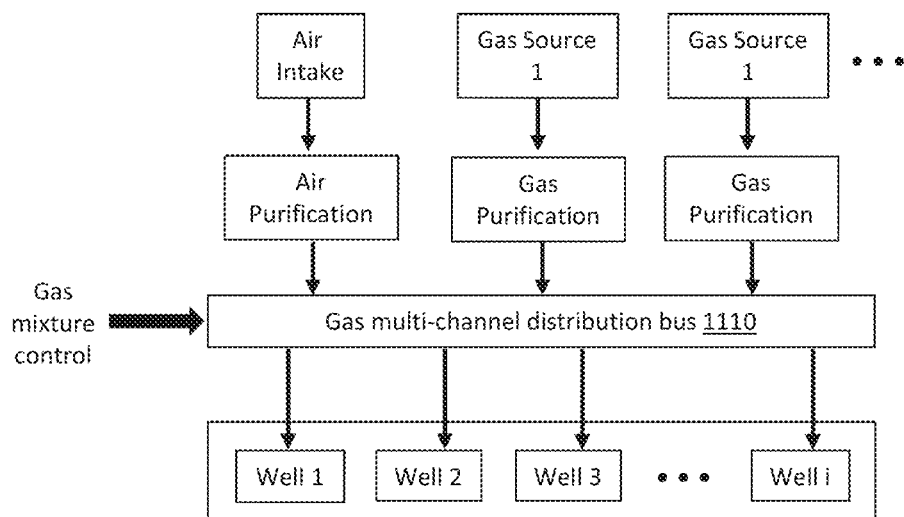 Air
Intake
Gas Source
1
Gas Source
1
Air
Purification
Gas
Purification
Gas
Purification
Gas
mixture
control
Gas multi-channel distribution bus 1110
Well 1
Well 2
Well 3
Well i